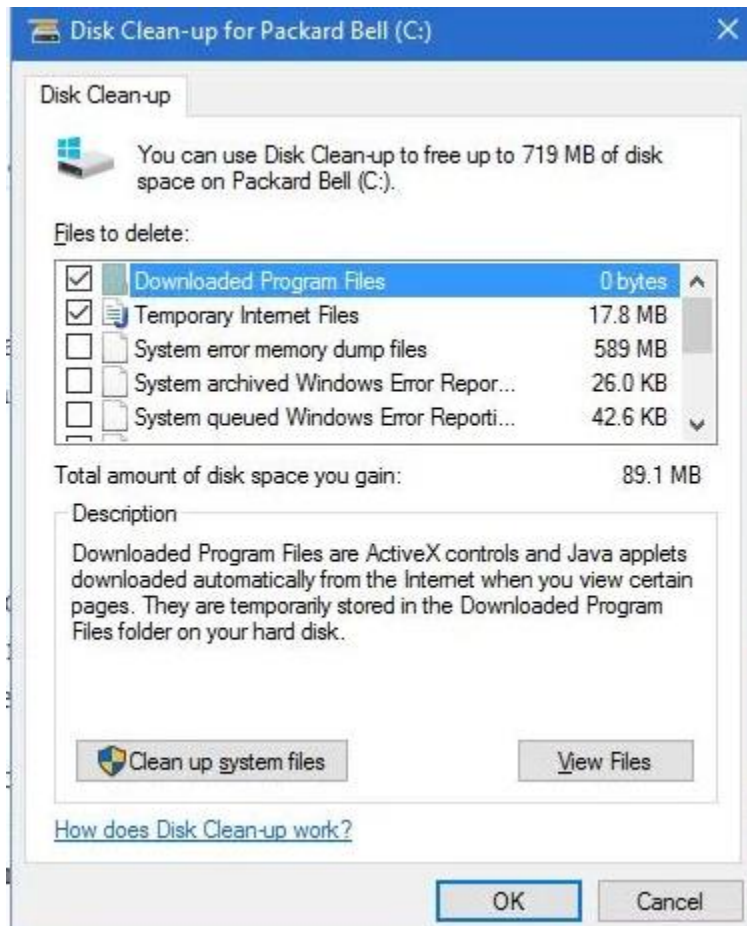 Disk Clean-up for Packard Bell (C:)
Disk Clean-up
You can use Disk Clean-up to free up to 719 MB of disk
space on Packard Bell (C:).
Files to delete:
Downloaded Program Files 0 bytes
Temporary Internet Files 17.8 MB
System error memory dump files 589 MB
System archived Windows Error Repor... 26.0 KB
System queued Windows Error Reporti... 42.6 KB
Total amount of disk space you gain: 89.1 MB
Description
Downloaded Program Files are ActiveX controls and Java applets
downloaded automatically from the Internet when you view certain
pages. They are temporarily stored in the Downloaded Program
Files folder on your hard disk.
Clean up system files View Files
How does Disk Clean-up work?
OK Cancel